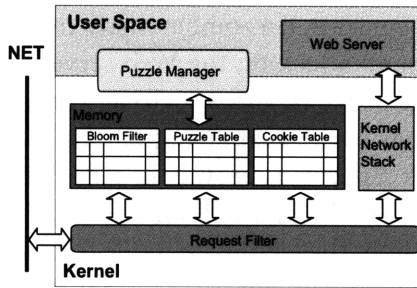 User Space
NET
Web Server
Puzzle Manager
Memory
Bloom Filter
Puzzle Table
Cookie Table
Kernel
Network
Stack
Request Filter
Kernel